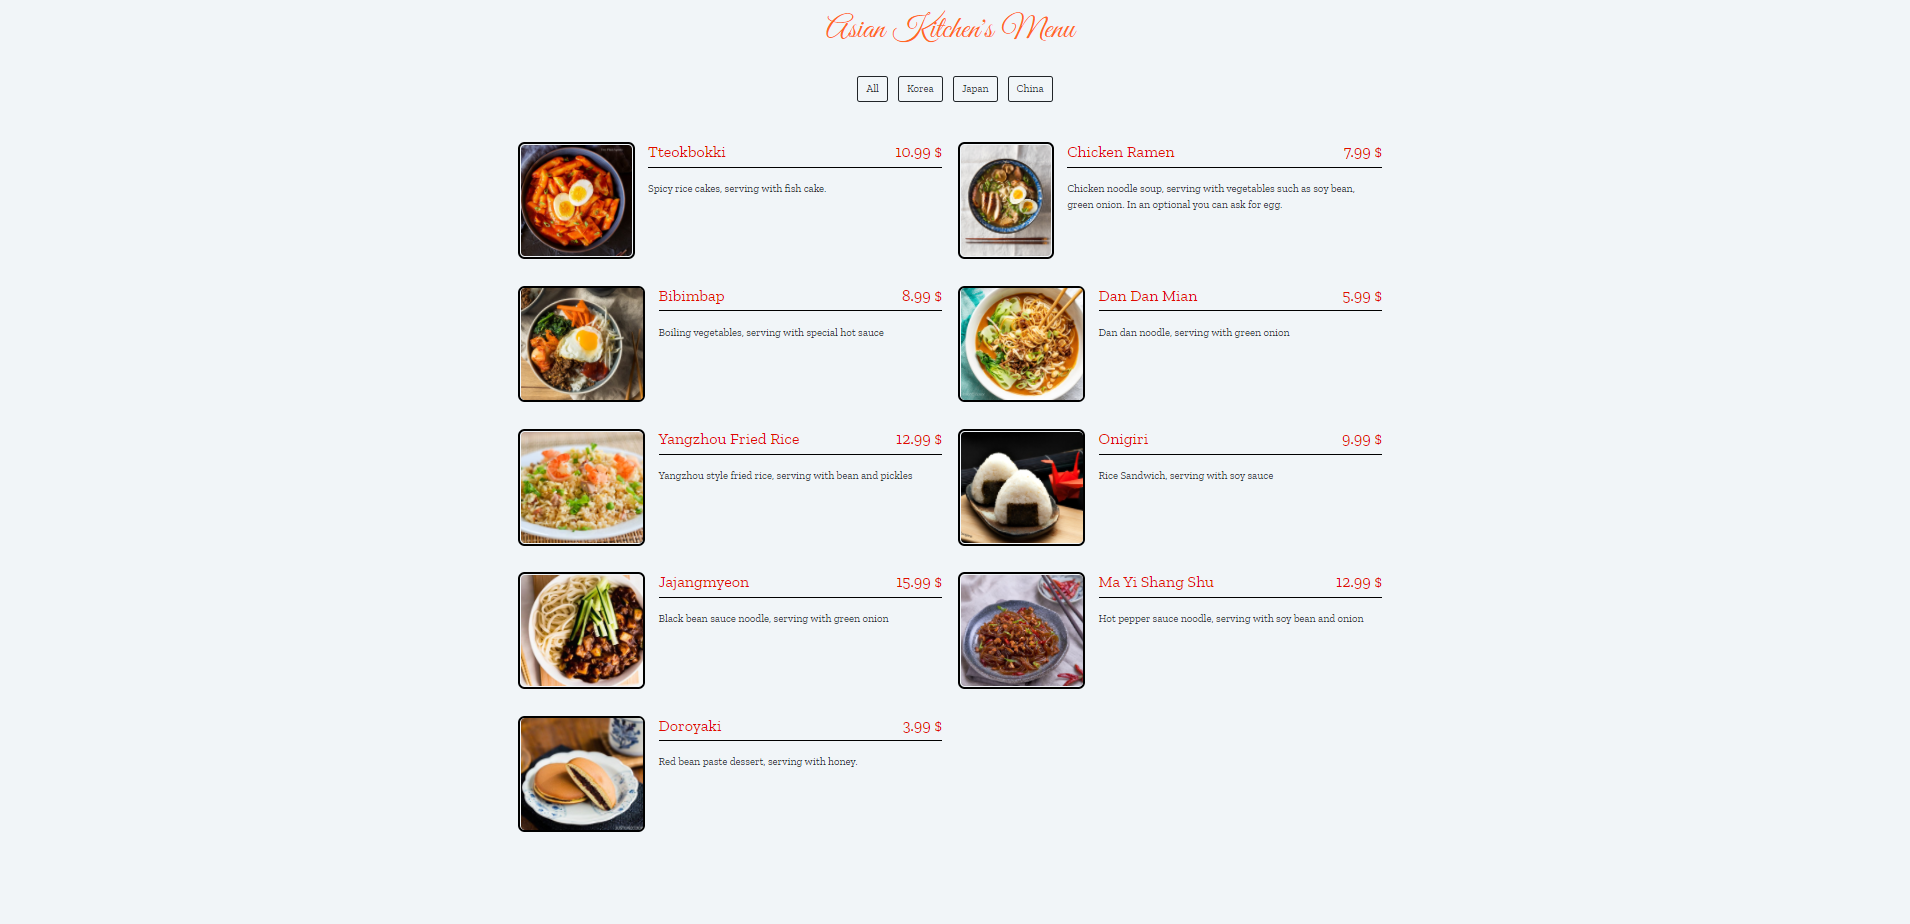 Asian Kitchen's Menu
All
Korea
Japan
China
Tteokbokki 10.99 $
Spicy rice cakes, serving with fish cake.
Chicken Ramen 7.99 $
Chicken noodle soup, serving with vegetables such as soy bean,
green onion. In an optional you can ask for egg.
Bibimbap 8.99 $
Boiling vegetables, serving with special hot sauce
Dan Dan Mian 5.99 $
Dan dan noodle, serving with green onion
Yangzhou Fried Rice 12.99 $
Yangzhou style fried rice, serving with bean and pickles
Onigiri 9.99 $
Rice Sandwich, serving with soy sauce
Jajangmyeon 15.99 $
Black bean sauce noodle, serving with green onion
Ma Yi Shang Shu 12.99 $
Hot pepper sauce noodle, serving with soy bean and onion
Doroyaki 3.99 $
Red bean paste dessert, serving with honey.